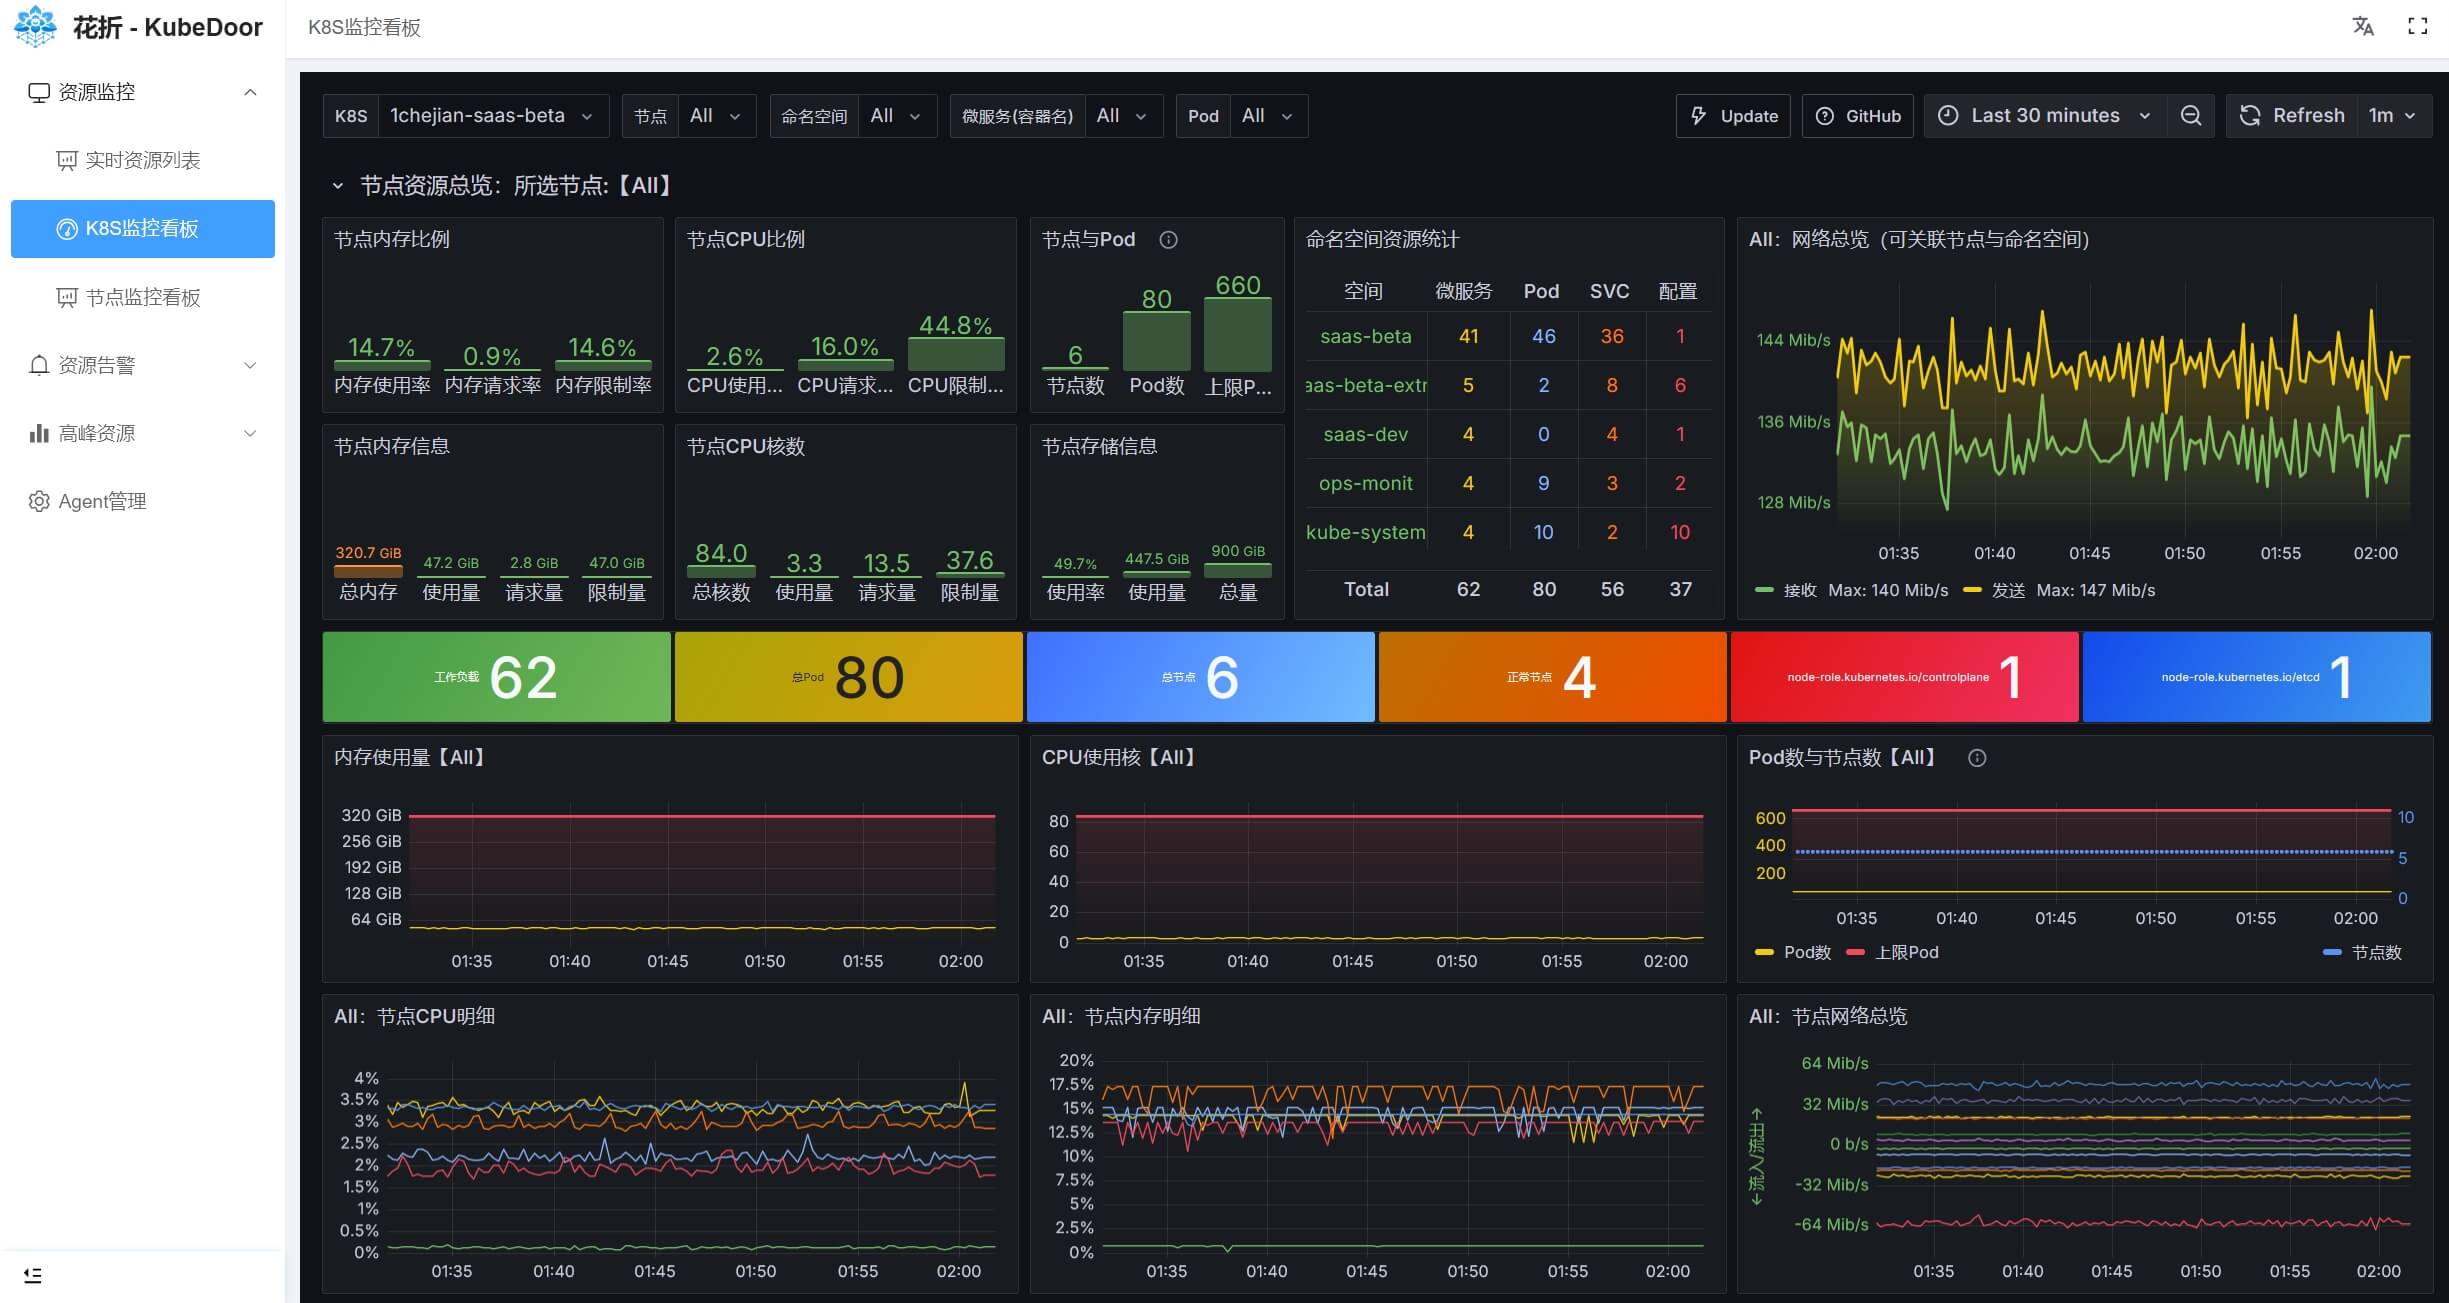 花折 - KubeDoor
K8S监控看板
资源监控
实时资源列表
K8S监控看板
节点监控看板
资源告警
高峰资源
Agent管理
K8S 1chejian-saas-beta 节点 All 命名空间 All 微服务(容器名) All Pod All Update GitHub Last 30 minutes Refresh 1m
节点资源总览：所选节点:【All】
节点内存比例
14.7% 0.9% 14.6%
内存使用率 内存请求率 内存限制率
节点CPU比例
2.6% 16.0% 44.8%
CPU使用... CPU请求... CPU限制...
节点与Pod
6 80 660
节点数 Pod数 上限P...
命名空间资源统计
空间 微服务 Pod SVC 配置
saas-beta 41 46 36 1
aas-beta-extr 5 2 8 6
saas-dev 4 0 4 1
ops-monit 4 9 3 2
kube-system 4 10 2 10
Total 62 80 56 37
All：网络总览（可关联节点与命名空间）
144 Mib/s
136 Mib/s
128 Mib/s
01:35 01:40 01:45 01:50 01:55 02:00
接收 Max: 140 Mib/s 发送 Max: 147 Mib/s
节点内存信息
320.7 GiB 47.2 GiB 2.8 GiB 47.0 GiB
总内存 使用量 请求量 限制量
节点CPU核数
84.0 3.3 13.5 37.6
总核数 使用量 请求量 限制量
节点存储信息
49.7% 447.5 GiB 900 GiB
使用率 使用量 总量
工作负载 62
总Pod 80
总节点 6
正常节点 4
node-role.kubernetes.io/controlplane 1
node-role.kubernetes.io/etcd 1
内存使用量【All】
320 GiB
256 GiB
192 GiB
128 GiB
64 GiB
01:35 01:40 01:45 01:50 01:55 02:00
CPU使用核【All】
80
60
40
20
0
01:35 01:40 01:45 01:50 01:55 02:00
Pod数与节点数【All】
600 10
400 5
200
0
01:35 01:40 01:45 01:50 01:55 02:00
Pod数 上限Pod 节点数
All：节点CPU明细
4%
3.5%
3%
2.5%
2%
1.5%
1%
0.5%
0%
01:35 01:40 01:45 01:50 01:55 02:00
All：节点内存明细
20%
17.5%
15%
12.5%
10%
7.5%
5%
2.5%
0%
01:35 01:40 01:45 01:50 01:55 02:00
All：节点网络总览
←流入/流出→
64 Mib/s
32 Mib/s
0 b/s
-32 Mib/s
-64 Mib/s
01:35 01:40 01:45 01:50 01:55 02:00